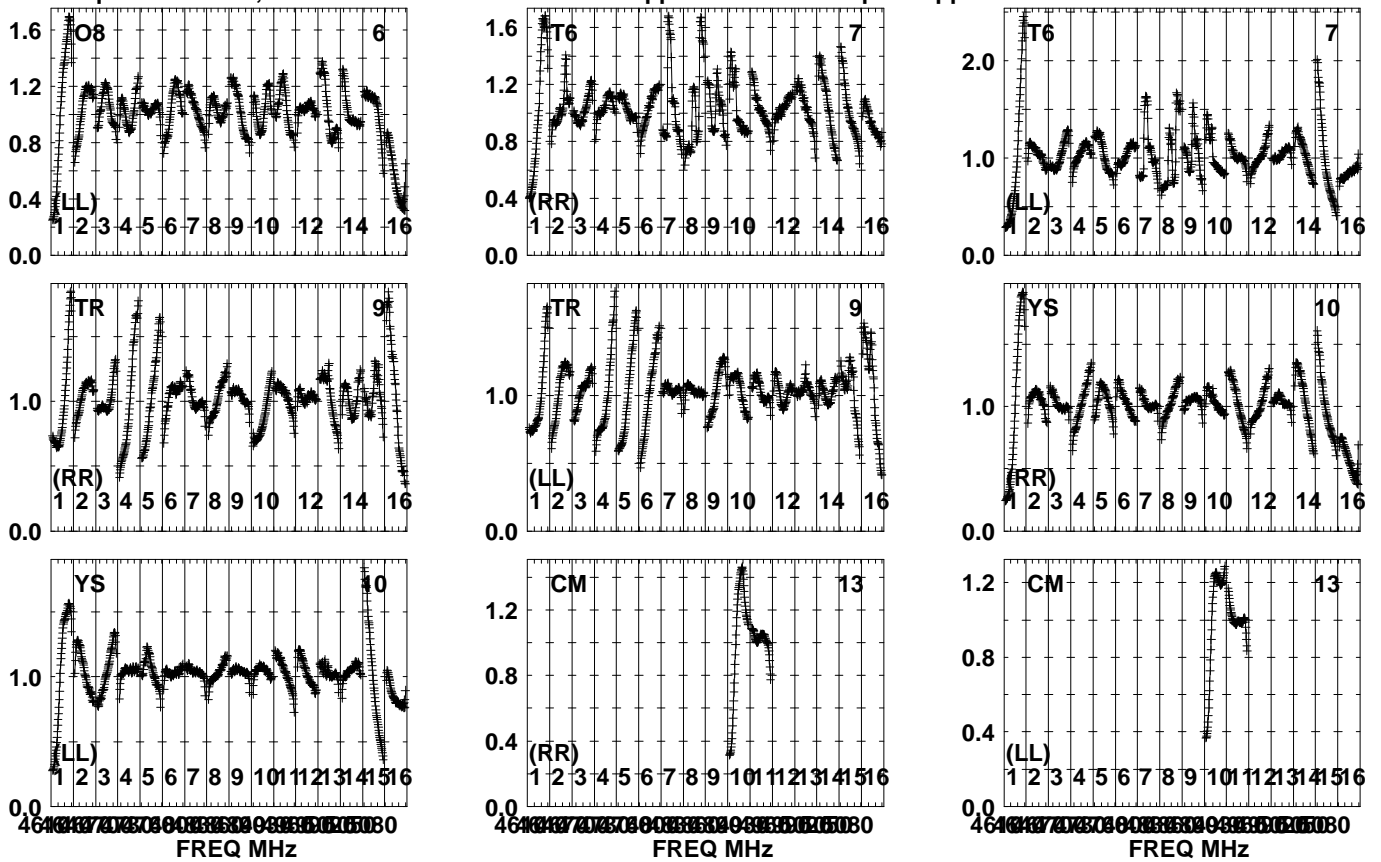 1.6 O8 6 1.6 T6 7 T6 7
2.0
1.2 1.2
0.8 0.8 1.0
0.4 0.4
(LL) (RR) (LL)
1 2 3 4 5 6 7 8 9 10 12 14 16 1 2 3 4 5 6 7 8 9 10 12 14 16 1 2 3 4 5 6 7 8 9 10 12 14 16
0.0 0.0 0.0
TR 9 TR 9 YS 10
1.0 1.0 1.0
(RR) (LL) (RR)
1 2 3 4 5 6 7 8 9 10 12 14 16 1 2 3 4 5 6 7 8 9 10 12 14 16 1 2 3 4 5 6 7 8 9 10 12 14 16
0.0 0.0 0.0
YS 10 CM 13 CM 13
1.2 1.2
1.0 0.8 0.8
0.4 0.4
(LL) (RR) (LL)
1 2 3 4 5 6 7 8 9 10 11 12 13 14 15 16 1 2 3 4 5 6 7 8 9 10 11 12 13 14 15 16 1 2 3 4 5 6 7 8 9 10 11 12 13 14 15 16
0.0 0.0 0.0
FREQ MHz FREQ MHz FREQ MHz